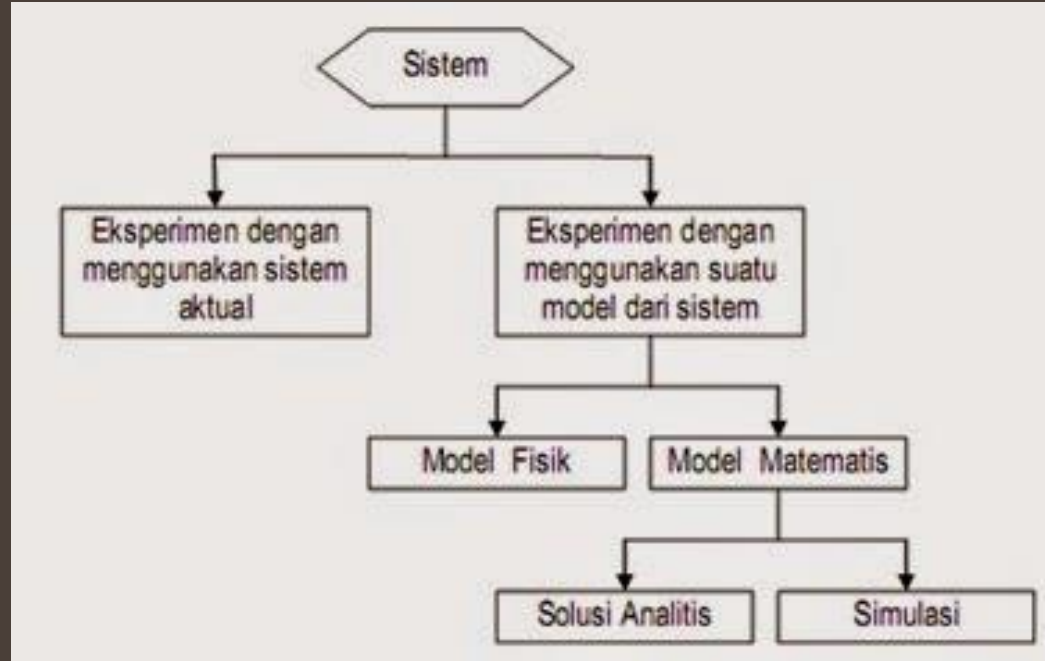 Sistem
Eksperimen dengan
menggunakan sistem
aktual
Eksperimen dengan
menggunakan suatu
model dari sistem
Model Fisik
Model Matematis
Solusi Analitis
Simulasi